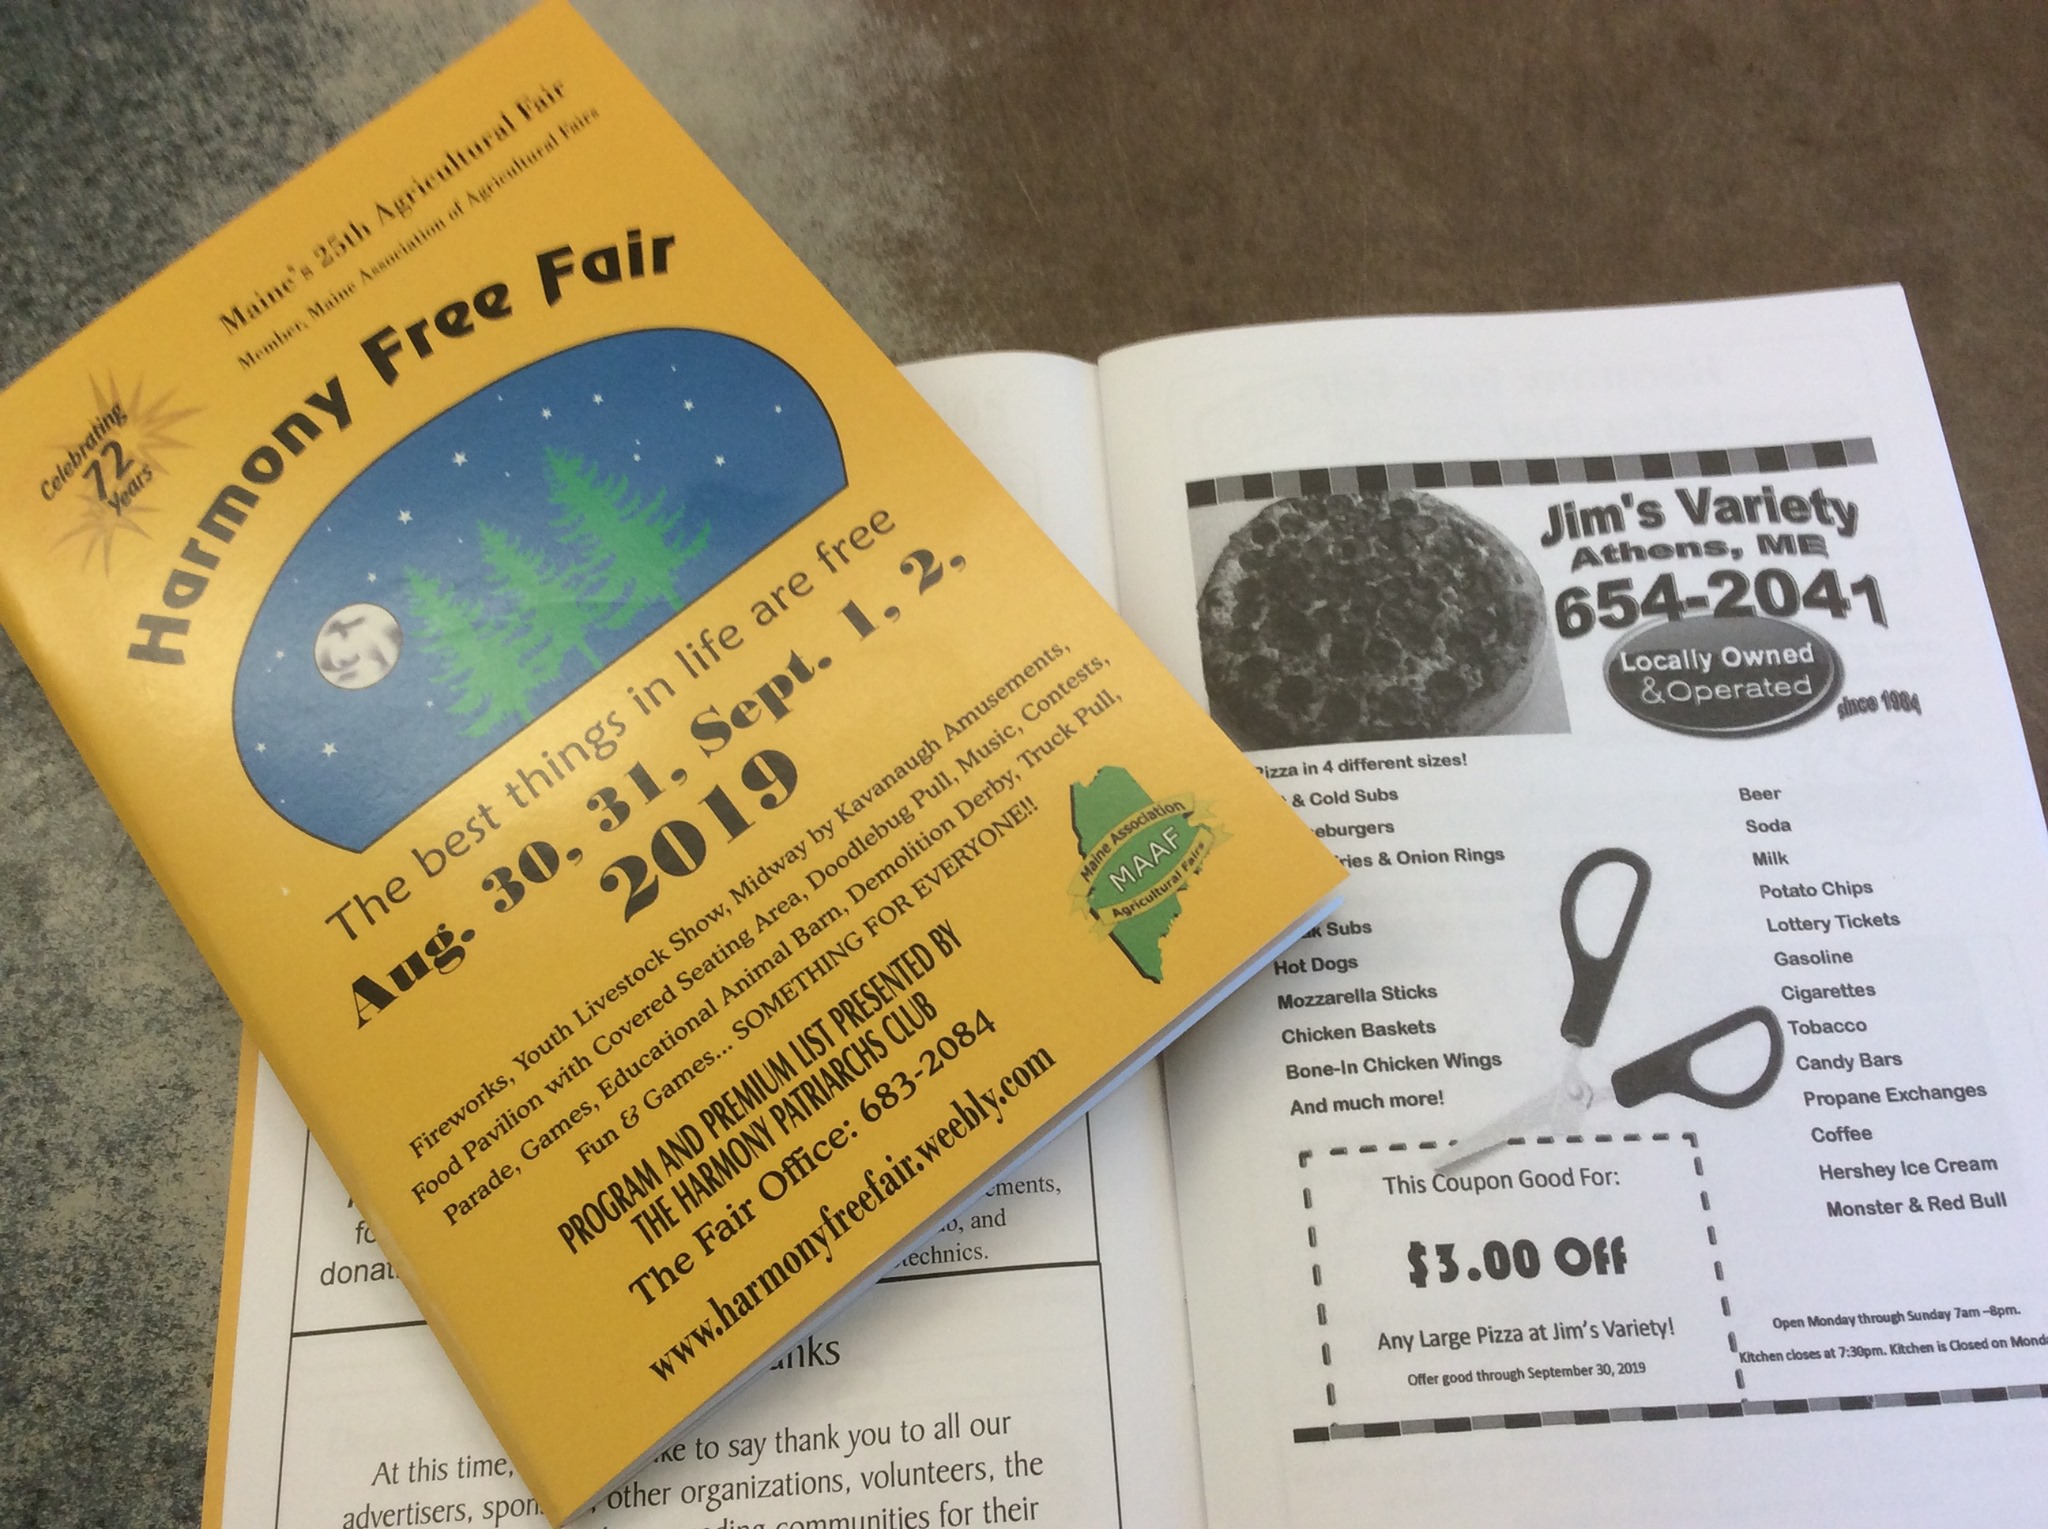 Maine's 25th Agricultural Fair
Member, Maine Association of Agricultural Fairs
Harmony Free Fair
Celebrating
72
Years
The best things in life are free
Aug. 30, 31, Sept. 1, 2,
2019
Fireworks, Youth Livestock Show, Midway by Kavanaugh Amusements,
Food Pavilion with Covered Seating Area, Doodlebug Pull, Music, Contests,
Parade, Games, Educational Animal Barn, Demolition Derby, Truck Pull,
Fun & Games... SOMETHING FOR EVERYONE!!
PROGRAM AND PREMIUM LIST PRESENTED BY
THE HARMONY PATRIARCHS CLUB
The Fair Office: 683-2084
www.harmonyfreefair.weebly.com
Maine Association
MAAF
Agricultural Fairs
and
At this time,
to say thank you to all our
advertisers,
other organizations, volunteers, the
communities for their
Jim's Variety
Athens, ME
654-2041
Locally Owned
& Operated
since 1984
Pizza in 4 different sizes!
& Cold Subs
& Onion Rings
Subs
Hot Dogs
Mozzarella Sticks
Chicken Baskets
Bone-In Chicken Wings
And much more!
Beer
Soda
Milk
Potato Chips
Lottery Tickets
Gasoline
Cigarettes
Tobacco
Candy Bars
Propane Exchanges
Coffee
Hershey Ice Cream
Monster & Red Bull
This Coupon Good For:
$3.00 Off
Any Large Pizza at Jim's Variety!
Offer good through September 30, 2019
Open Monday through Sunday 7am –8pm.
Kitchen closes at 7:30pm. Kitchen is Closed on